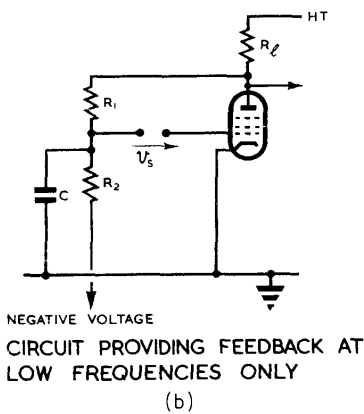 HT
Rℓ
R1
Vs
C
R2
NEGATIVE VOLTAGE
CIRCUIT PROVIDING FEEDBACK AT
LOW FREQUENCIES ONLY
(b)